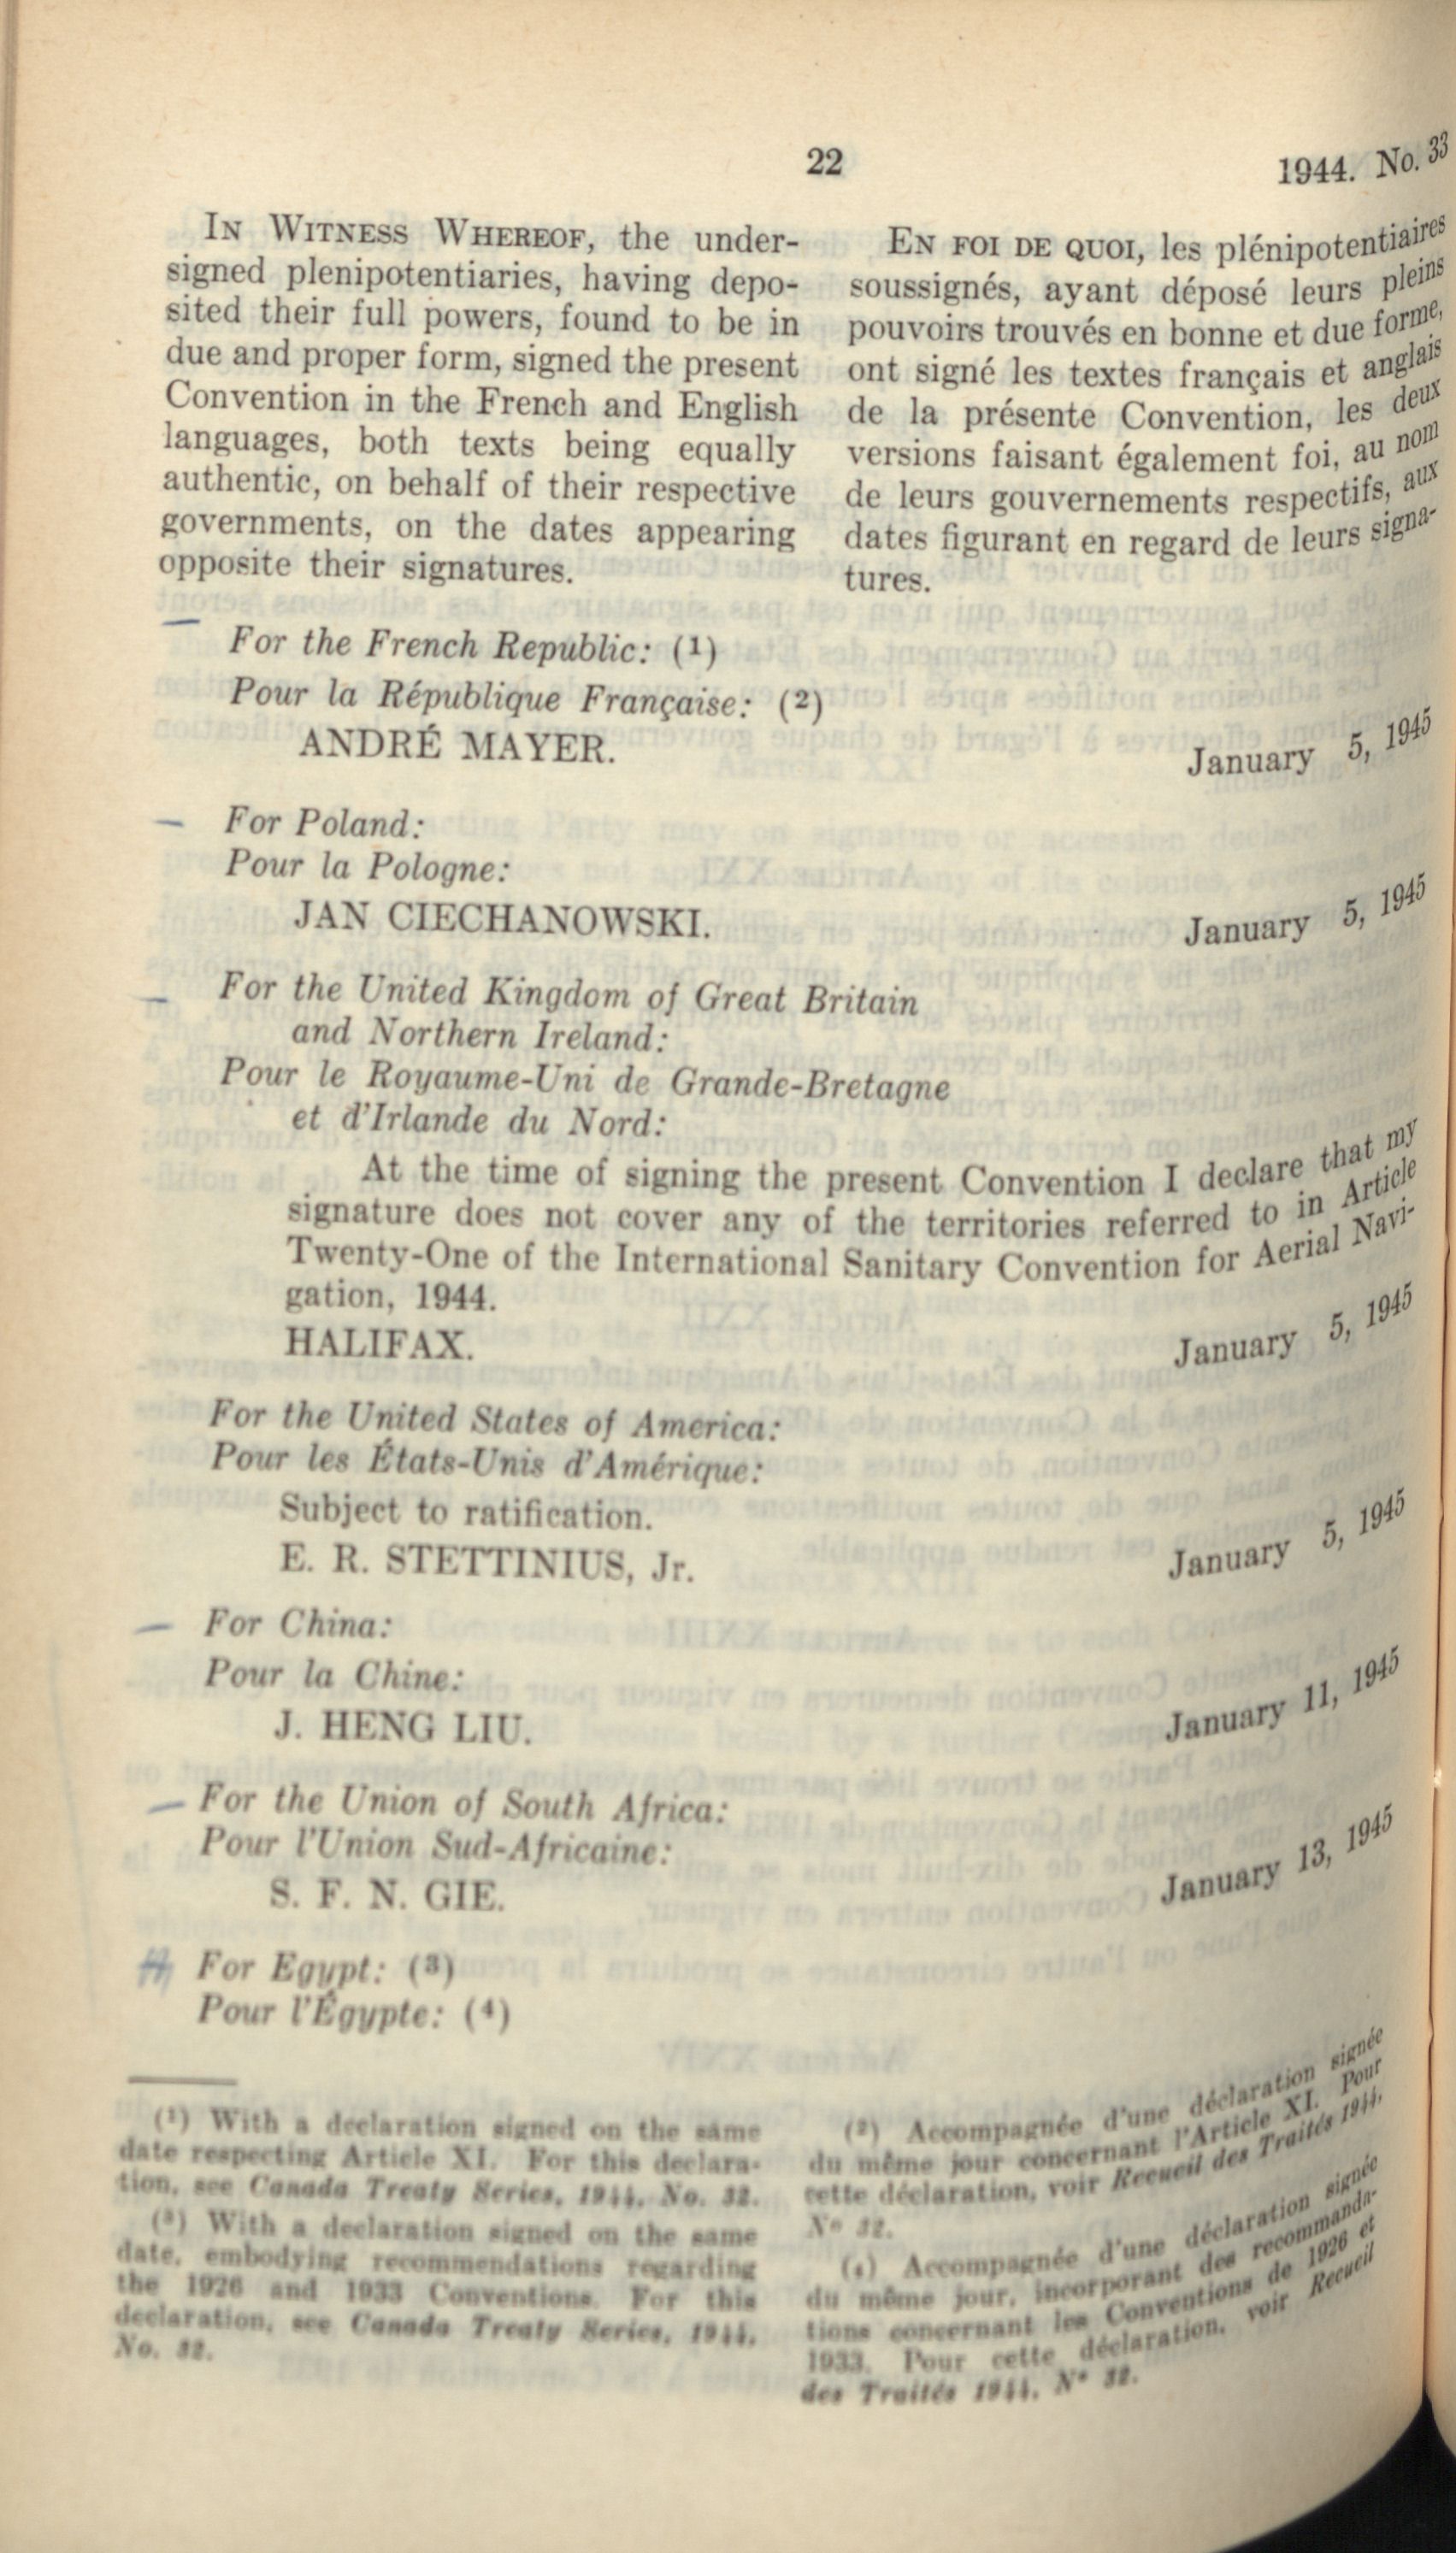 22
1944. No. 33
IN WITNESS WHEREOF, the under-
signed plenipotentiaries, having depo-
sited their full powers, found to be in
due and proper form, signed the present
Convention in the French and English
languages, both texts being equally
authentic, on behalf of their respective
governments, on the dates appearing
opposite their signatures.
EN FOI DE QUOI, les plénipotentiaires
soussignés, ayant déposé leurs pleins
pouvoirs trouvés en bonne et due forme,
ont signé les textes français et anglais
de la présente Convention, les deux
versions faisant également foi, au nom
de leurs gouvernements respectifs, aux
dates figurant en regard de leurs signa-
tures.
For the French Republic: (1)
Pour la République Française: (2)
ANDRÉ MAYER. January 5, 1945
For Poland:
Pour la Pologne:
JAN CIECHANOWSKI. January 5, 1945
For the United Kingdom of Great Britain
and Northern Ireland:
Pour le Royaume-Uni de Grande-Bretagne
et d'Irlande du Nord:
At the time of signing the present Convention I declare that my
signature does not cover any of the territories referred to in Article
Twenty-One of the International Sanitary Convention for Aerial Navi-
gation, 1944.
HALIFAX. January 5, 1945
For the United States of America:
Pour les États-Unis d'Amérique:
Subject to ratification.
E. R. STETTINIUS, Jr. January 5, 1945
For China:
Pour la Chine:
J. HENG LIU. January 11, 1945
For the Union of South Africa:
Pour l'Union Sud-Africaine:
S. F. N. GIE. January 13, 1945
For Egypt: (3)
Pour l'Égypte: (4)
(1) With a declaration signed on the same
date respecting Article XI. For this declara-
tion, see Canada Treaty Series, 1944, No. 32.
(3) With a declaration signed on the same
date, embodying recommendations regarding
the 1926 and 1933 Conventions. For this
declaration, see Canada Treaty Series, 1944,
No. 32.
(2) Accompagnée d'une déclaration signée
du même jour concernant l'Article XI. Pour
cette déclaration, voir Recueil des Traités 1944,
N° 32.
(4) Accompagnée d'une déclaration signée
du même jour, incorporant des recommanda-
tions concernant les Conventions de 1926 et
1933. Pour cette déclaration, voir Recueil
des Traités 1944, N° 32.